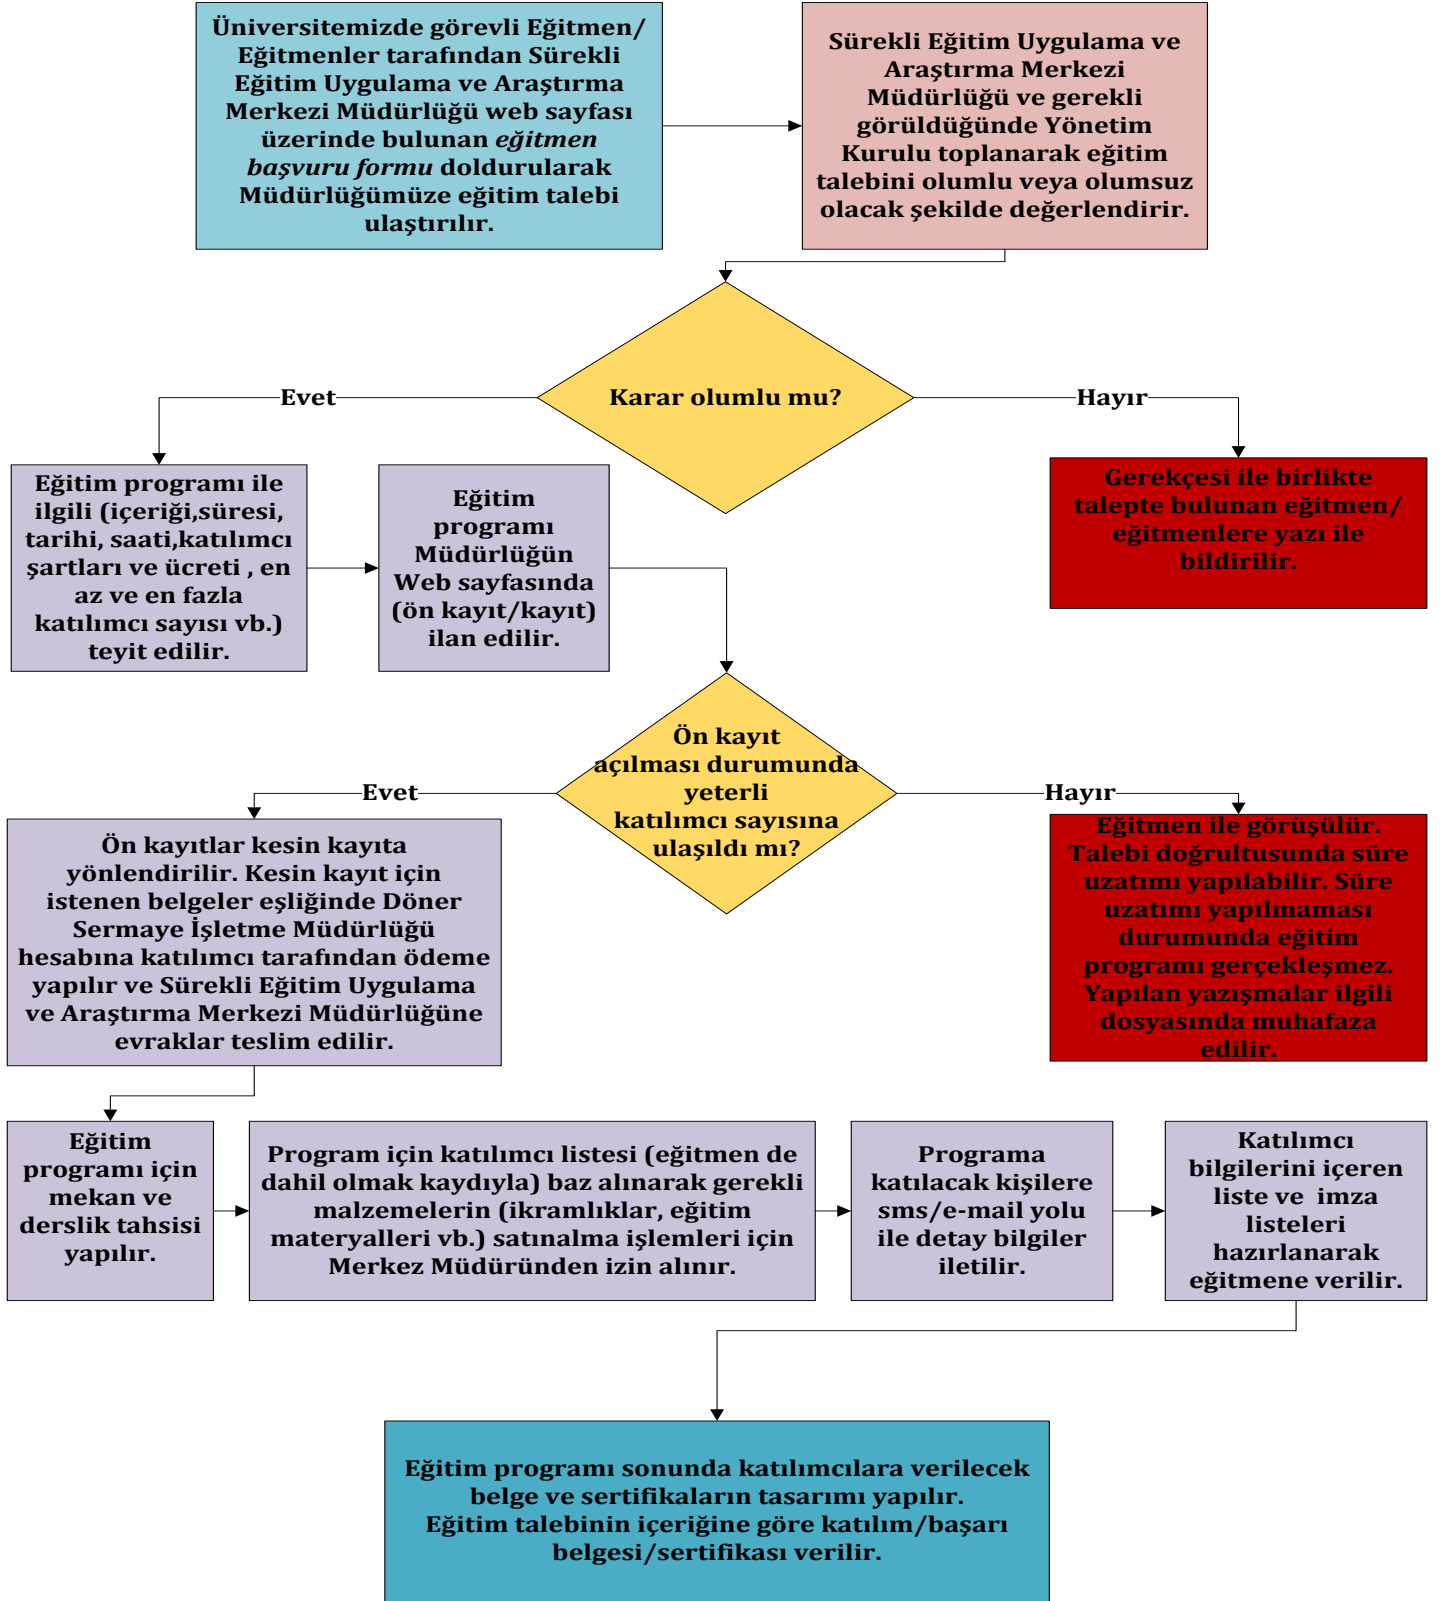 Üniversitemizde görevli Eğitmen/
Eğitmenler tarafından Sürekli
Eğitim Uygulama ve Araştırma
Merkezi Müdürlüğü web sayfası
üzerinde bulunan eğitmen
başvuru formu doldurularak
Müdürlüğümüze eğitim talebi
ulaştırılır.
Sürekli Eğitim Uygulama ve
Araştırma Merkezi
Müdürlüğü ve gerekli
görüldüğünde Yönetim
Kurulu toplanarak eğitim
talebini olumlu veya olumsuz
olacak şekilde değerlendirir.
Karar olumlu mu?
Evet
Hayır
Eğitim programı ile
ilgili (içeriği,süresi,
tarihi, saati,katılımcı
şartları ve ücreti , en
az ve en fazla
katılımcı sayısı vb.)
teyit edilir.
Eğitim
programı
Müdürlüğün
Web sayfasında
(ön kayıt/kayıt)
ilan edilir.
Gerekçesi ile birlikte
talepte bulunan eğitmen/
eğitmenlere yazı ile
bildirilir.
Ön kayıt
açılması durumunda
yeterli
katılımcı sayısına
ulaşıldı mı?
Evet
Hayır
Ön kayıtlar kesin kayıta
yönlendirilir. Kesin kayıt için
istenen belgeler eşliğinde Döner
Sermaye İşletme Müdürlüğü
hesabına katılımcı tarafından ödeme
yapılır ve Sürekli Eğitim Uygulama
ve Araştırma Merkezi Müdürlüğüne
evraklar teslim edilir.
Eğitmen ile görüşülür.
Talebi doğrultusunda süre
uzatımı yapılabilir. Süre
uzatımı yapılmaması
durumunda eğitim
programı gerçekleşmez.
Yapılan yazışmalar ilgili
dosyasında muhafaza
edilir.
Eğitim
programı için
mekan ve
derslik tahsisi
yapılır.
Program için katılımcı listesi (eğitmen de
dahil olmak kaydıyla) baz alınarak gerekli
malzemelerin (ikramlıklar, eğitim
materyalleri vb.) satınalma işlemleri için
Merkez Müdüründen izin alınır.
Programa
katılacak kişilere
sms/e-mail yolu
ile detay bilgiler
iletilir.
Katılımcı
bilgilerini içeren
liste ve  imza
listeleri
hazırlanarak
eğitmene verilir.
Eğitim programı sonunda katılımcılara verilecek
belge ve sertifikaların tasarımı yapılır.
Eğitim talebinin içeriğine göre katılım/başarı
belgesi/sertifikası verilir.